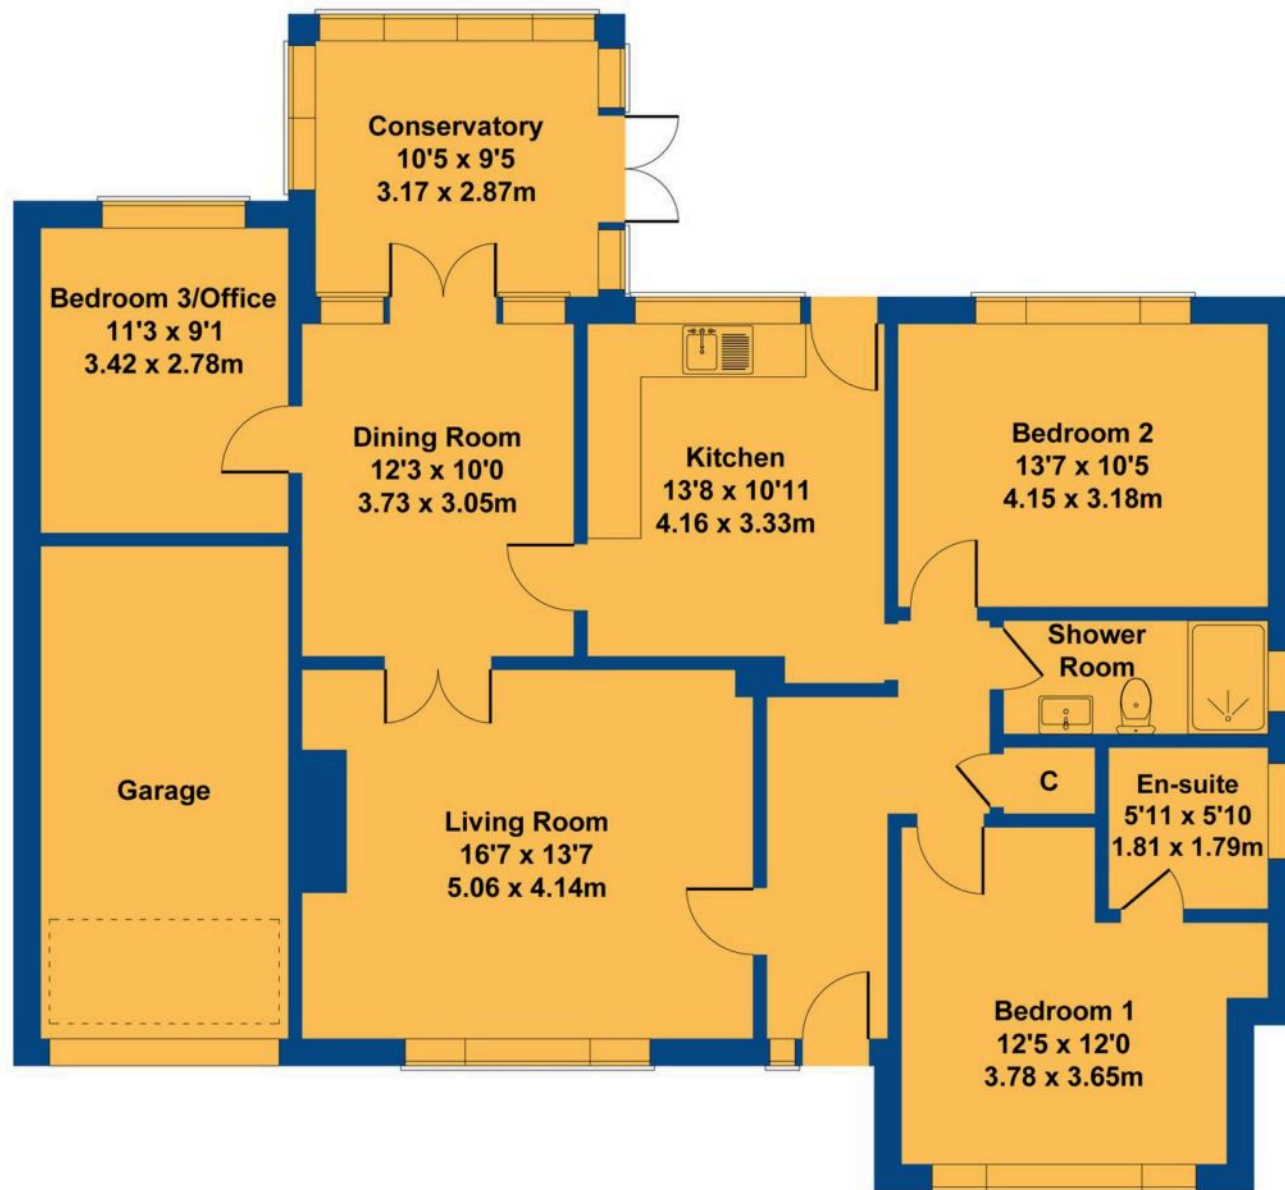 Conservatory
10'5 x 9'5
3.17 x 2.87m
Bedroom 3/Office
11'3 x 9'1
3.42 x 2.78m
Dining Room
12'3 x 10'0
3.73 x 3.05m
Kitchen
13'8 x 10'11
4.16 x 3.33m
Bedroom 2
13'7 x 10'5
4.15 x 3.18m
Shower
Room
Garage
Living Room
16'7 x 13'7
5.06 x 4.14m
C
En-suite
5'11 x 5'10
1.81 x 1.79m
Bedroom 1
12'5 x 12'0
3.78 x 3.65m